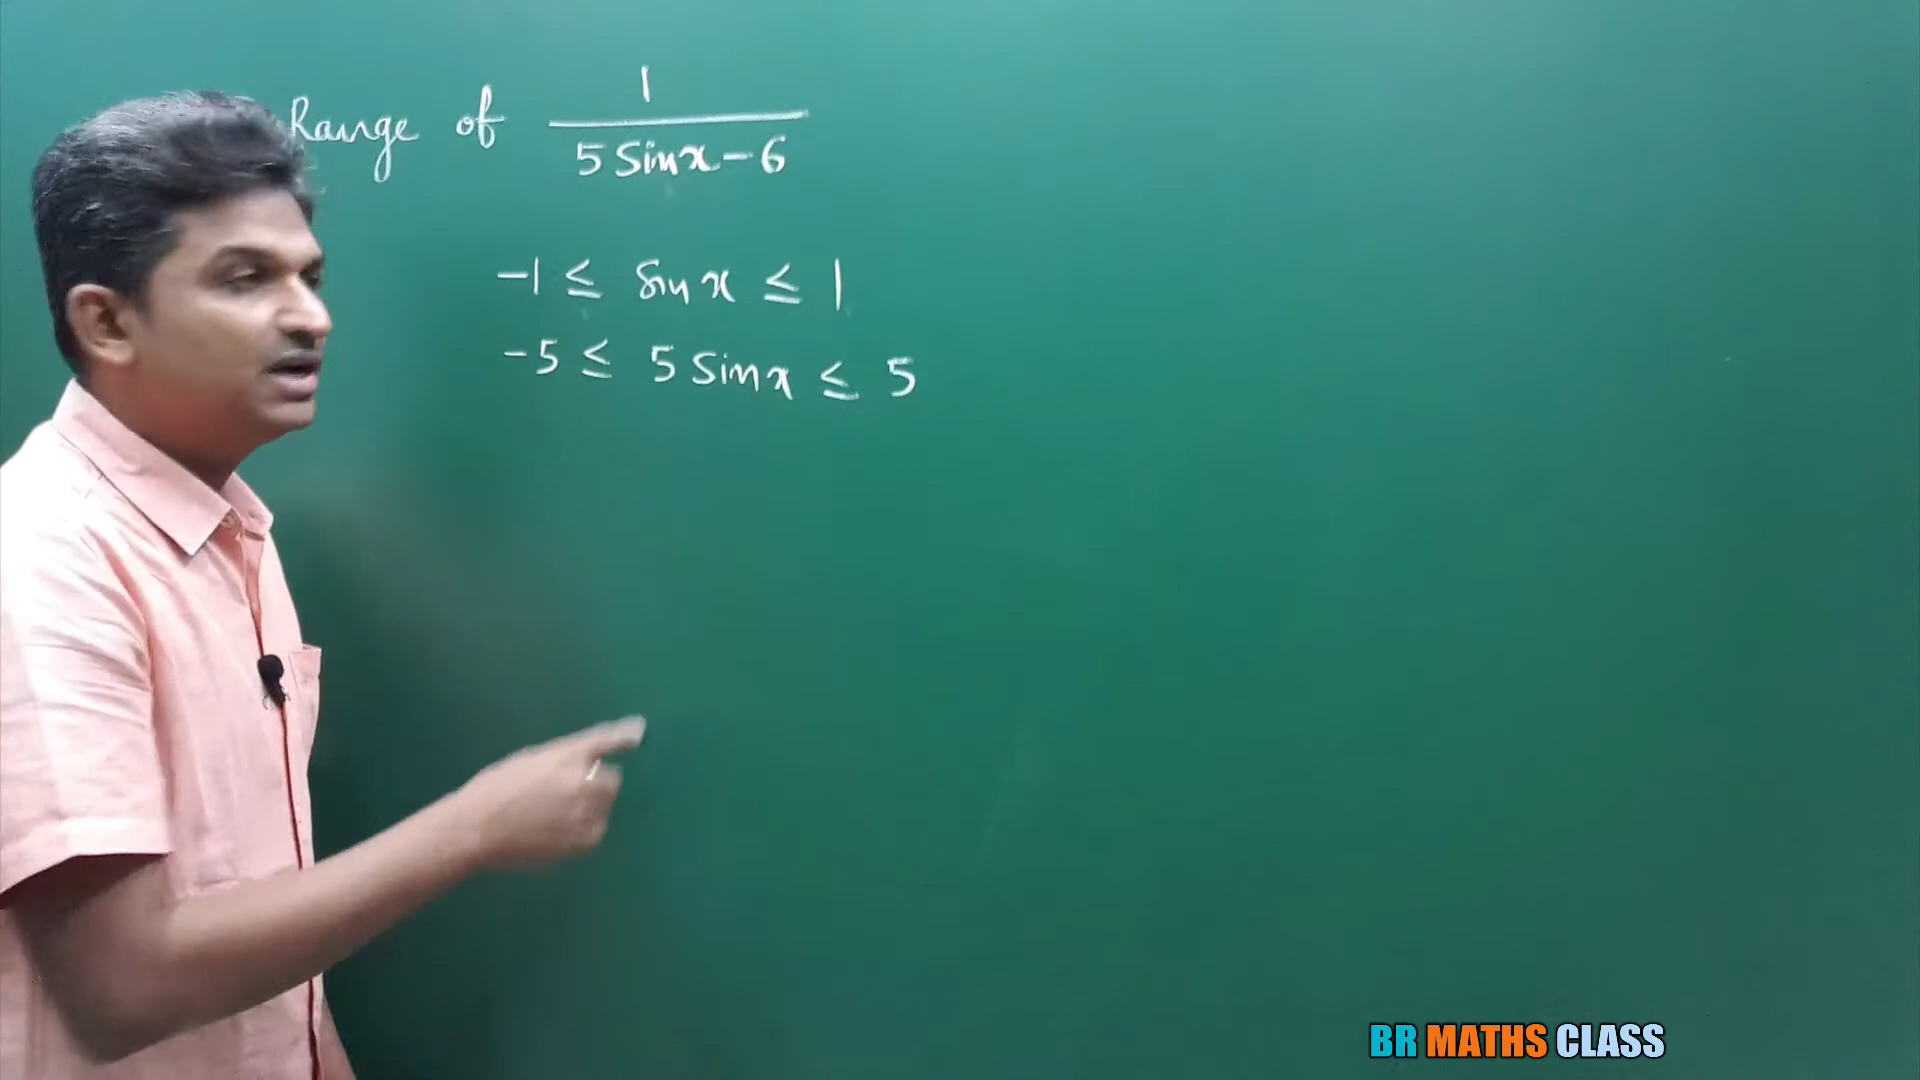 Range of 1 / 5 Sinx - 6
-1 ≤ Sinx ≤ 1
-5 ≤ 5 Sinx ≤ 5
BR MATHS CLASS